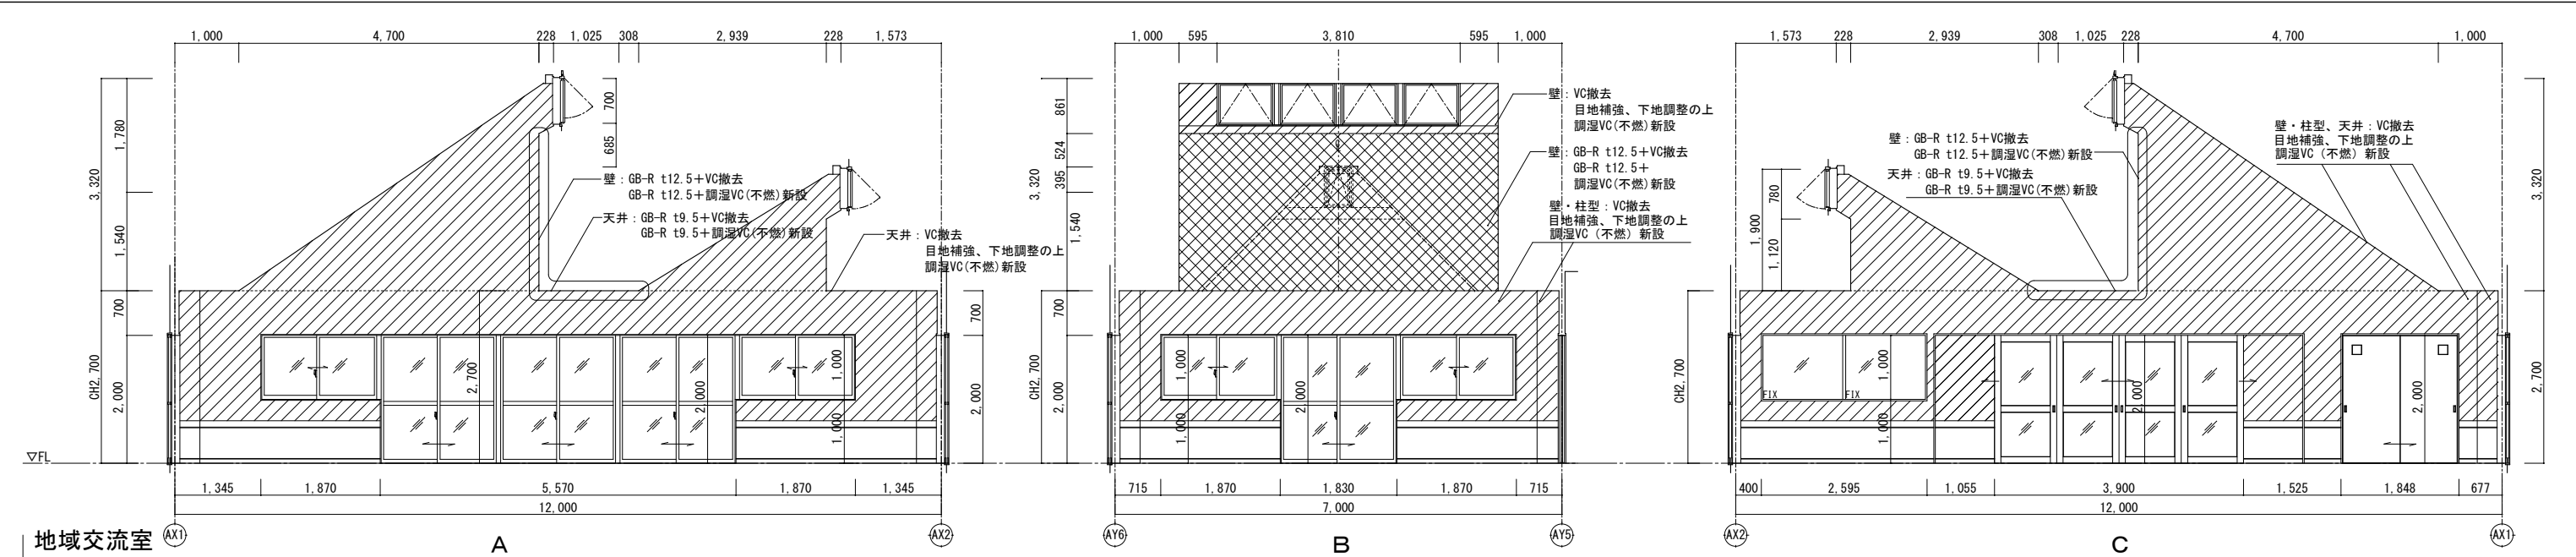 1,000 4,700 228 1,025 308 2,939 228 1,573
3,320
1,780
1,540
700
685
壁：GB-R t12.5＋VC撤去
GB-R t12.5＋調湿VC(不燃)新設
天井：GB-R t9.5＋VC撤去
GB-R t9.5＋調湿VC(不燃)新設
天井：VC撤去
目地補強、下地調整の上
調湿VC(不燃)新設
CH2,700
700
2,000
2,700
2,000
1,000
1,000
700
2,000
▽FL
1,345 1,870 5,570 1,870 1,345
12,000
地域交流室
AX1
A
AX2
1,000 595 3,810 595 1,000
3,320
861
524
395
1,540
壁：VC撤去
目地補強、下地調整の上
調湿VC(不燃)新設
壁：GB-R t12.5＋VC撤去
GB-R t12.5＋
調湿VC(不燃)新設
壁・柱型：VC撤去
目地補強、下地調整の上
調湿VC（不燃）新設
CH2,700
700
2,000
1,000
1,000
2,000
715 1,870 1,830 1,870 715
7,000
AY6
B
AY5
1,573 228 2,939 308 1,025 228 4,700 1,000
1,900
780
1,120
壁：GB-R t12.5＋VC撤去
GB-R t12.5＋調湿VC(不燃)新設
天井：GB-R t9.5＋VC撤去
GB-R t9.5＋調湿VC(不燃)新設
壁・柱型、天井：VC撤去
目地補強、下地調整の上
調湿VC（不燃）新設
3,320
CH2,700
FIX
FIX
1,000
1,000
2,000
2,000
2,700
400 2,595 1,055 3,900 1,525 1,848 677
12,000
AX2
C
AX1